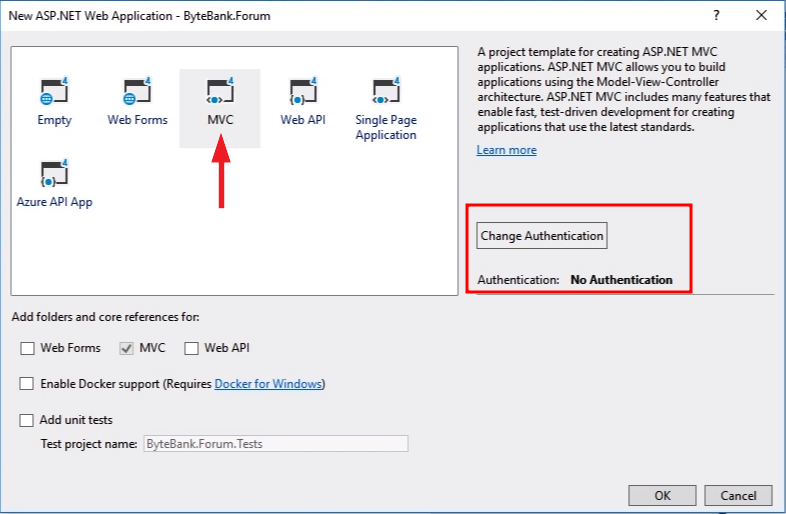 New ASP.NET Web Application - ByteBank.Forum
?
Empty
Web Forms
MVC
Web API
Single Page
Application
Azure API App
A project template for creating ASP.NET MVC
applications. ASP.NET MVC allows you to build
applications using the Model-View-Controller
architecture. ASP.NET MVC includes many features that
enable fast, test-driven development for creating
applications that use the latest standards.
Learn more
Change Authentication
Authentication: No Authentication
Add folders and core references for:
Web Forms MVC Web API
Enable Docker support (Requires Docker for Windows)
Add unit tests
Test project name: ByteBank.Forum.Tests
OK Cancel